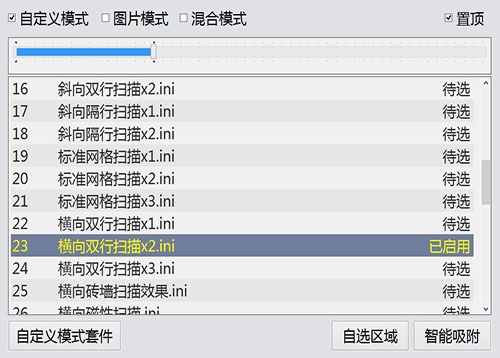 自定义模式 图片模式 混合模式 置顶
16 斜向双行扫描x2.ini 待选
17 斜向隔行扫描x1.ini 待选
18 斜向隔行扫描x2.ini 待选
19 标准网格扫描x1.ini 待选
20 标准网格扫描x2.ini 待选
21 标准网格扫描x3.ini 待选
22 横向双行扫描x1.ini 待选
23 横向双行扫描x2.ini 已启用
24 横向双行扫描x3.ini 待选
25 横向砖墙扫描效果.ini 待选
26 横向磁性扫描.ini 待选
自定义模式套件 自选区域 智能吸附